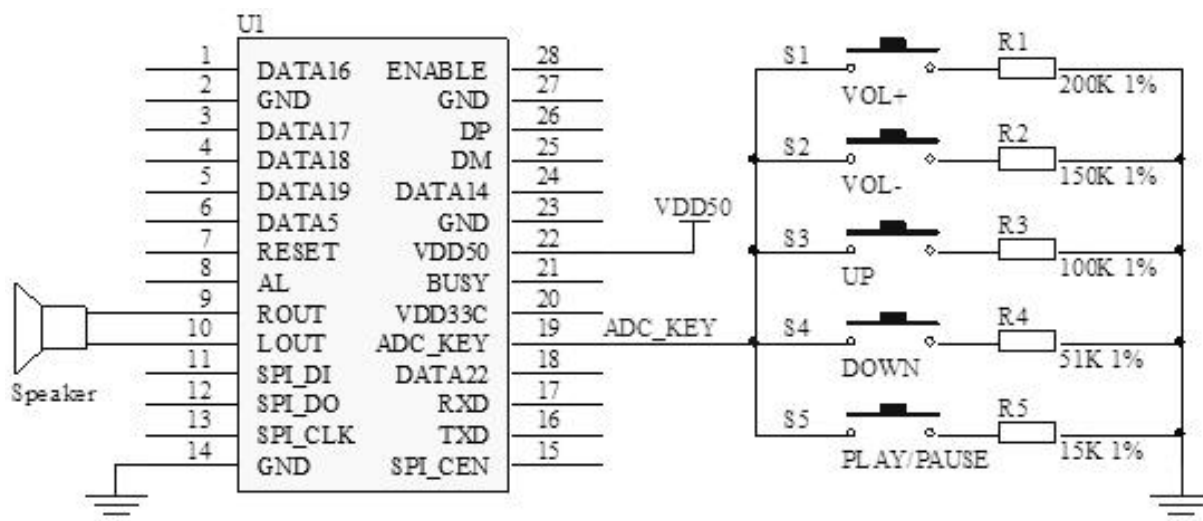 U1
1 DATA16 ENABLE 28
2 GND GND 27
3 DATA17 DP 26
4 DATA18 DM 25
5 DATA19 DATA14 24
6 DATA5 GND 23
7 RESET VDD50 22
8 AL BUSY 21
9 ROUT VDD33C 20
10 LOUT ADC_KEY 19
11 SPI_DI DATA22 18
12 SPI_DO RXD 17
13 SPI_CLK TXD 16
14 GND SPI_CEN 15
Speaker
VDD50
ADC_KEY
S1 R1
VOL+ 200K 1%
S2 R2
VOL- 150K 1%
S3 R3
UP 100K 1%
S4 R4
DOWN 51K 1%
S5 R5
PLAY/PAUSE 15K 1%